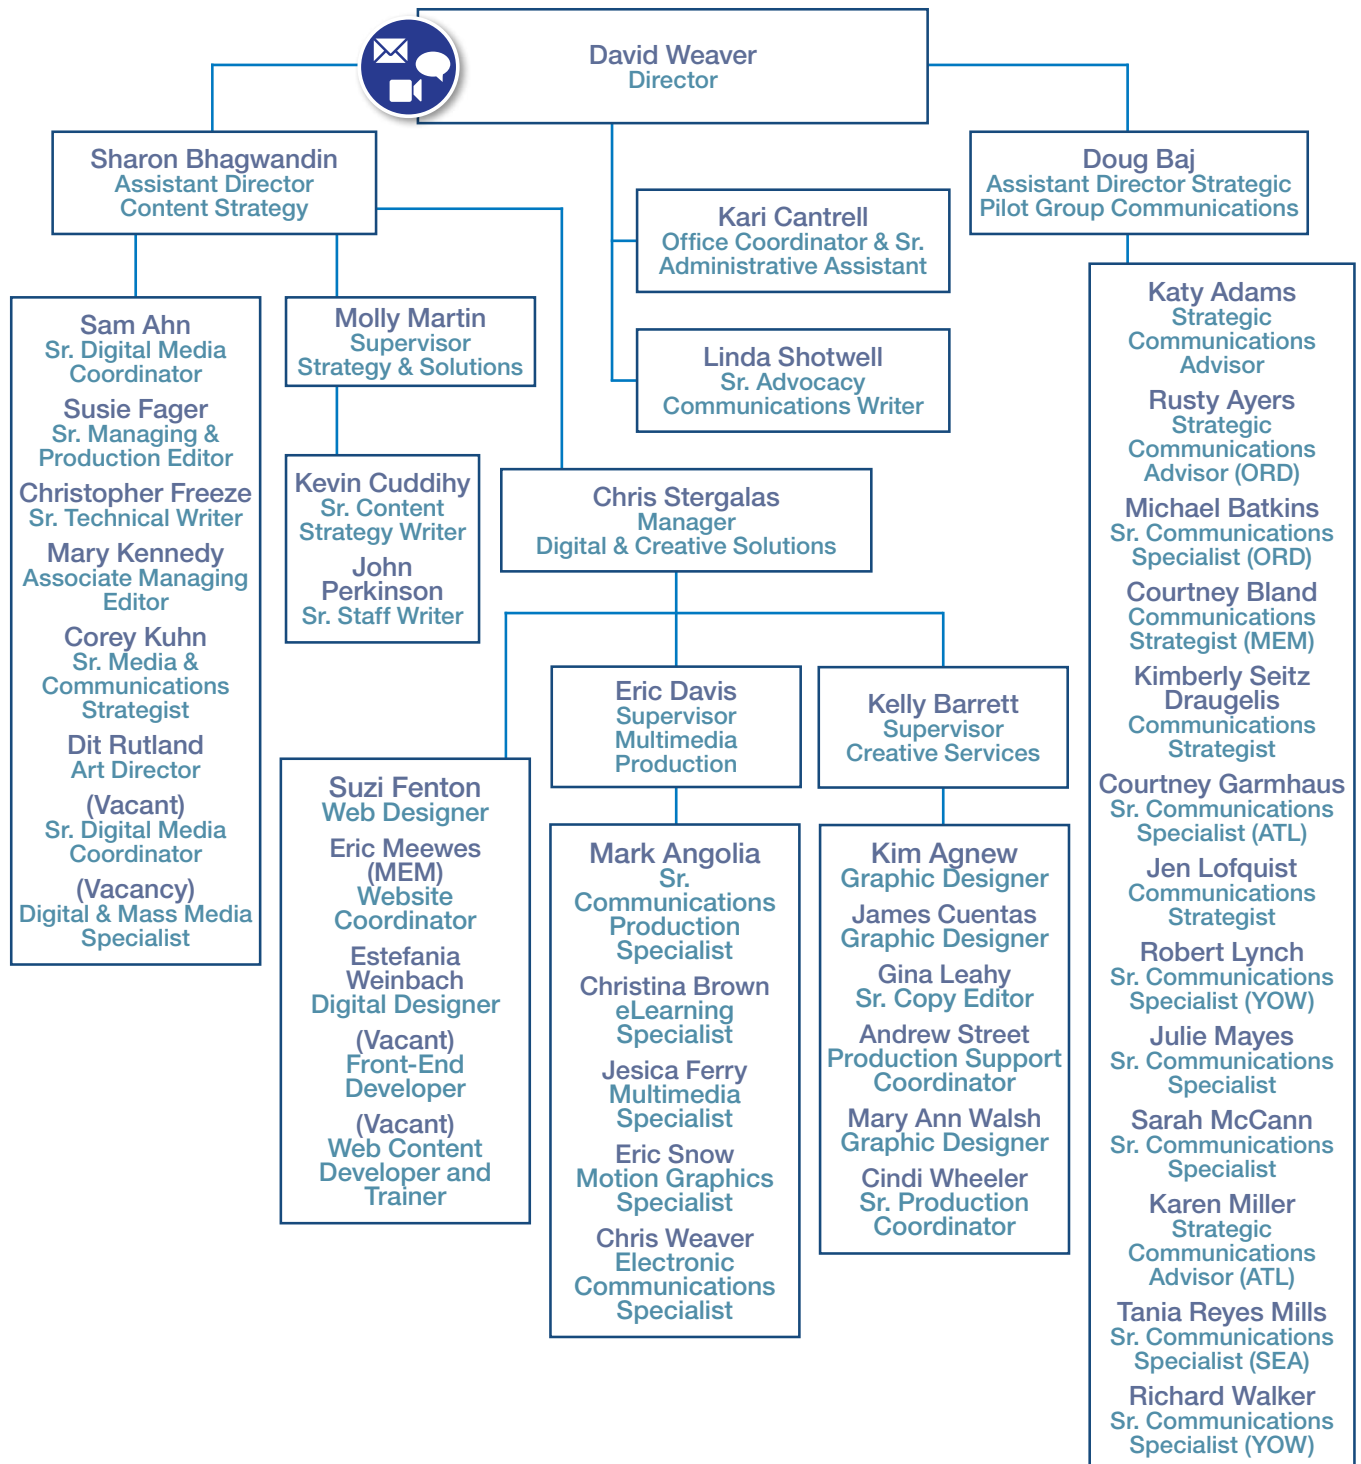 David Weaver
Director
Sharon Bhagwandin
Assistant Director
Content Strategy
Doug Baj
Assistant Director Strategic
Pilot Group Communications
Kari Cantrell
Office Coordinator & Sr.
Administrative Assistant
Linda Shotwell
Sr. Advocacy
Communications Writer
Sam Ahn
Sr. Digital Media
Coordinator
Susie Fager
Sr. Managing &
Production Editor
Christopher Freeze
Sr. Technical Writer
Mary Kennedy
Associate Managing
Editor
Corey Kuhn
Sr. Media &
Communications
Strategist
Dit Rutland
Art Director
(Vacant)
Sr. Digital Media
Coordinator
(Vacancy)
Digital & Mass Media
Specialist
Molly Martin
Supervisor
Strategy & Solutions
Kevin Cuddihy
Sr. Content
Strategy Writer
John
Perkinson
Sr. Staff Writer
Chris Stergalas
Manager
Digital & Creative Solutions
Suzi Fenton
Web Designer
Eric Meewes
(MEM)
Website
Coordinator
Estefania
Weinbach
Digital Designer
(Vacant)
Front-End
Developer
(Vacant)
Web Content
Developer and
Trainer
Eric Davis
Supervisor
Multimedia
Production
Mark Angolia
Sr.
Communications
Production
Specialist
Christina Brown
eLearning
Specialist
Jesica Ferry
Multimedia
Specialist
Eric Snow
Motion Graphics
Specialist
Chris Weaver
Electronic
Communications
Specialist
Kelly Barrett
Supervisor
Creative Services
Kim Agnew
Graphic Designer
James Cuentas
Graphic Designer
Gina Leahy
Sr. Copy Editor
Andrew Street
Production Support
Coordinator
Mary Ann Walsh
Graphic Designer
Cindi Wheeler
Sr. Production
Coordinator
Katy Adams
Strategic
Communications
Advisor
Rusty Ayers
Strategic
Communications
Advisor (ORD)
Michael Batkins
Sr. Communications
Specialist (ORD)
Courtney Bland
Communications
Strategist (MEM)
Kimberly Seitz
Draugelis
Communications
Strategist
Courtney Garmhaus
Sr. Communications
Specialist (ATL)
Jen Lofquist
Communications
Strategist
Robert Lynch
Sr. Communications
Specialist (YOW)
Julie Mayes
Sr. Communications
Specialist
Sarah McCann
Sr. Communications
Specialist
Karen Miller
Strategic
Communications
Advisor (ATL)
Tania Reyes Mills
Sr. Communications
Specialist (SEA)
Richard Walker
Sr. Communications
Specialist (YOW)